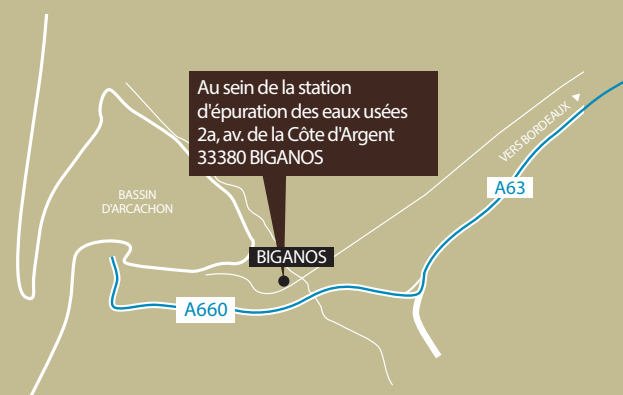 Au sein de la station
d'épuration des eaux usées
2a, av. de la Côte d'Argent
33380 BIGANOS
VERS BORDEAUX
A63
BASSIN
D'ARCACHON
BIGANOS
A660